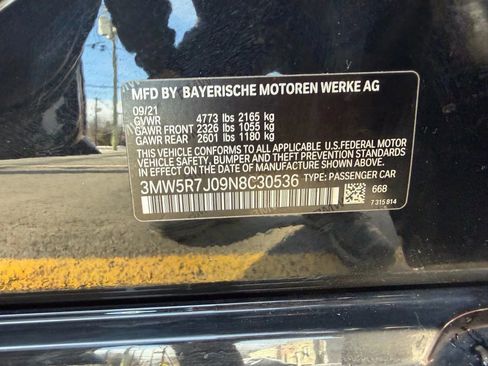 MFD BY BAYERISCHE MOTOREN WERKE AG
09/21
GVWR 4773 lbs 2165 kg
GAWR FRONT 2326 lbs 1055 kg
GAWR REAR 2601 lbs 1180 kg
THIS VEHICLE CONFORMS TO ALL APPLICABLE U.S.FEDERAL MOTOR
VEHICLE SAFETY, BUMPER, AND THEFT PREVENTION
STANDARDS IN EFFECT ON THE DATE OF MANUFACTURE SHOWN ABOVE.
3MW5R7J09N8C30536 TYPE: PASSENGER CAR
668
7 315 814